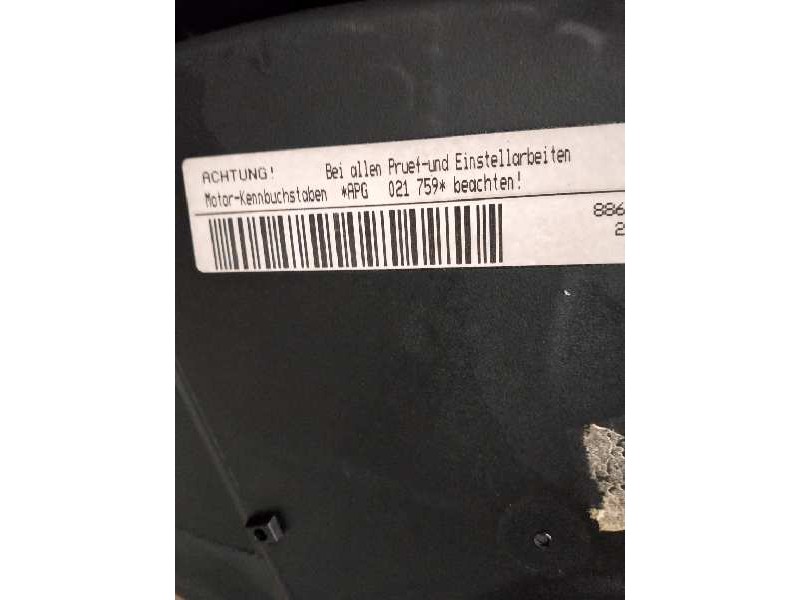 ACHTUNG! Bei allen Pruef-und Einstellarbeiten
Motor-Kennbuchstaben *APG 021 759* beachten!
886
2